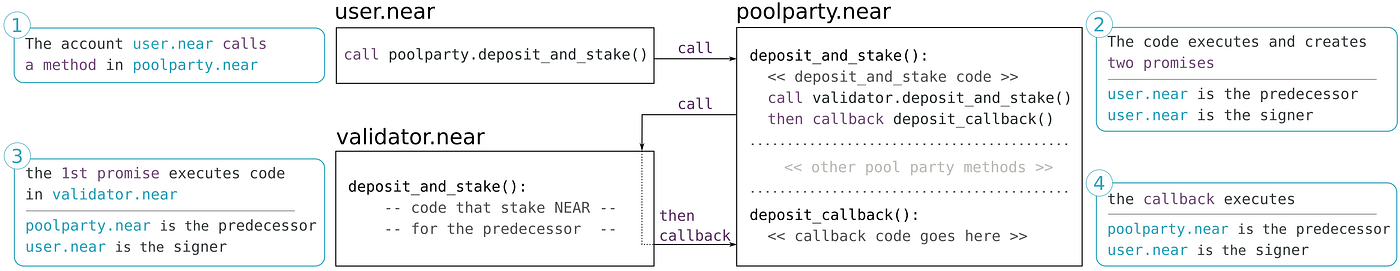 1
The account user.near calls
a method in poolparty.near
user.near
call poolparty.deposit_and_stake()
call
poolparty.near
deposit_and_stake():
<< deposit_and_stake code >>
call validator.deposit_and_stake()
then callback deposit_callback()
<< other pool party methods >>
deposit_callback():
<< callback code goes here >>
2
The code executes and creates
two promises
user.near is the predecessor
user.near is the signer
call
validator.near
deposit_and_stake():
-- code that stake NEAR --
-- for the predecessor --
then
callback
3
the 1st promise executes code
in validator.near
poolparty.near is the predecessor
user.near is the signer
4
the callback executes
poolparty.near is the predecessor
user.near is the signer